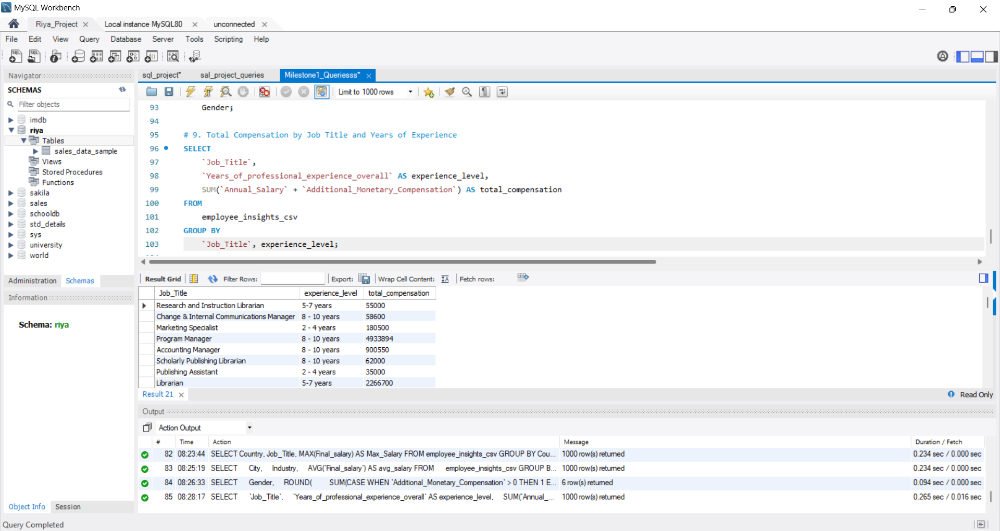 MySQL Workbench
Riya_Project
Local instance MySQL80
unconnected
File Edit View Query Database Server Tools Scripting Help
Navigator
SCHEMAS
Filter objects
imdb
riya
Tables
sales_data_sample
Views
Stored Procedures
Functions
sakila
sales
schooldb
std_details
sys
university
world
Administration Schemas
Information
Schema: riya
Object Info Session
sql_project* sal_project_queries Milestone1_Queriesss*
Limit to 1000 rows
93 Gender;
94
95 # 9. Total Compensation by Job Title and Years of Experience
96 SELECT
97 `Job_Title`,
98 `Years_of_professional_experience_overall` AS experience_level,
99 SUM(`Annual_Salary` + `Additional_Monetary_Compensation`) AS total_compensation
100 FROM
101 employee_insights_csv
102 GROUP BY
103 `Job_Title`, experience_level;
Result Grid Filter Rows: Export: Wrap Cell Content: Fetch rows:
Job_Title experience_level total_compensation
Research and Instruction Librarian 5-7 years 55000
Change & Internal Communications Manager 8 - 10 years 58600
Marketing Specialist 2 - 4 years 180500
Program Manager 8 - 10 years 4933894
Accounting Manager 8 - 10 years 900550
Scholarly Publishing Librarian 8 - 10 years 62000
Publishing Assistant 2 - 4 years 35000
Librarian 5-7 years 2266700
Result 21
Read Only
Output
Action Output
# Time Action Message Duration / Fetch
82 08:23:44 SELECT Country, Job_Title, MAX(Final_salary) AS Max_Salary FROM employee_insights_csv GROUP BY Cou... 1000 row(s) returned 0.234 sec / 0.000 sec
83 08:25:19 SELECT City, Industry, AVG(`Final_salary`) AS avg_salary FROM employee_insights_csv GROUP B... 1000 row(s) returned 0.234 sec / 0.000 sec
84 08:26:33 SELECT Gender, ROUND( SUM(CASE WHEN `Additional_Monetary_Compensation` > 0 THEN 1 E... 6 row(s) returned 0.094 sec / 0.000 sec
85 08:28:17 SELECT `Job_Title`, `Years_of_professional_experience_overall` AS experience_level, SUM(`Annual_... 1000 row(s) returned 0.265 sec / 0.016 sec
Query Completed